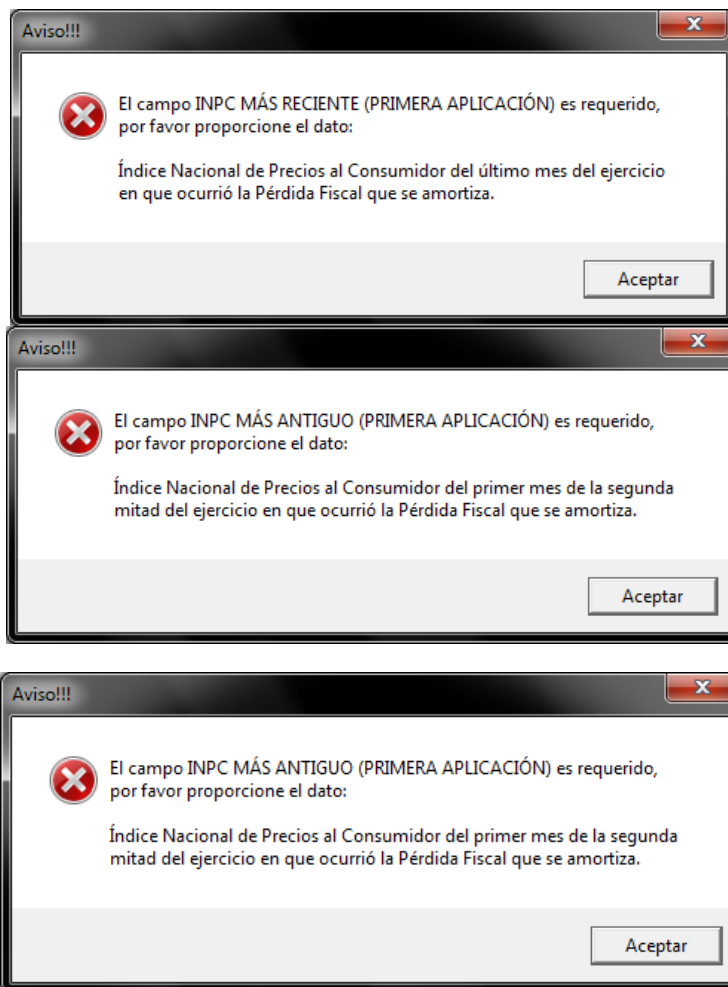 Aviso!!!
El campo INPC MÁS RECIENTE (PRIMERA APLICACIÓN) es requerido,
por favor proporcione el dato:
Índice Nacional de Precios al Consumidor del último mes del ejercicio
en que ocurrió la Pérdida Fiscal que se amortiza.
Aceptar
Aviso!!!
El campo INPC MÁS ANTIGUO (PRIMERA APLICACIÓN) es requerido,
por favor proporcione el dato:
Índice Nacional de Precios al Consumidor del primer mes de la segunda
mitad del ejercicio en que ocurrió la Pérdida Fiscal que se amortiza.
Aceptar
Aviso!!!
El campo INPC MÁS ANTIGUO (PRIMERA APLICACIÓN) es requerido,
por favor proporcione el dato:
Índice Nacional de Precios al Consumidor del primer mes de la segunda
mitad del ejercicio en que ocurrió la Pérdida Fiscal que se amortiza.
Aceptar